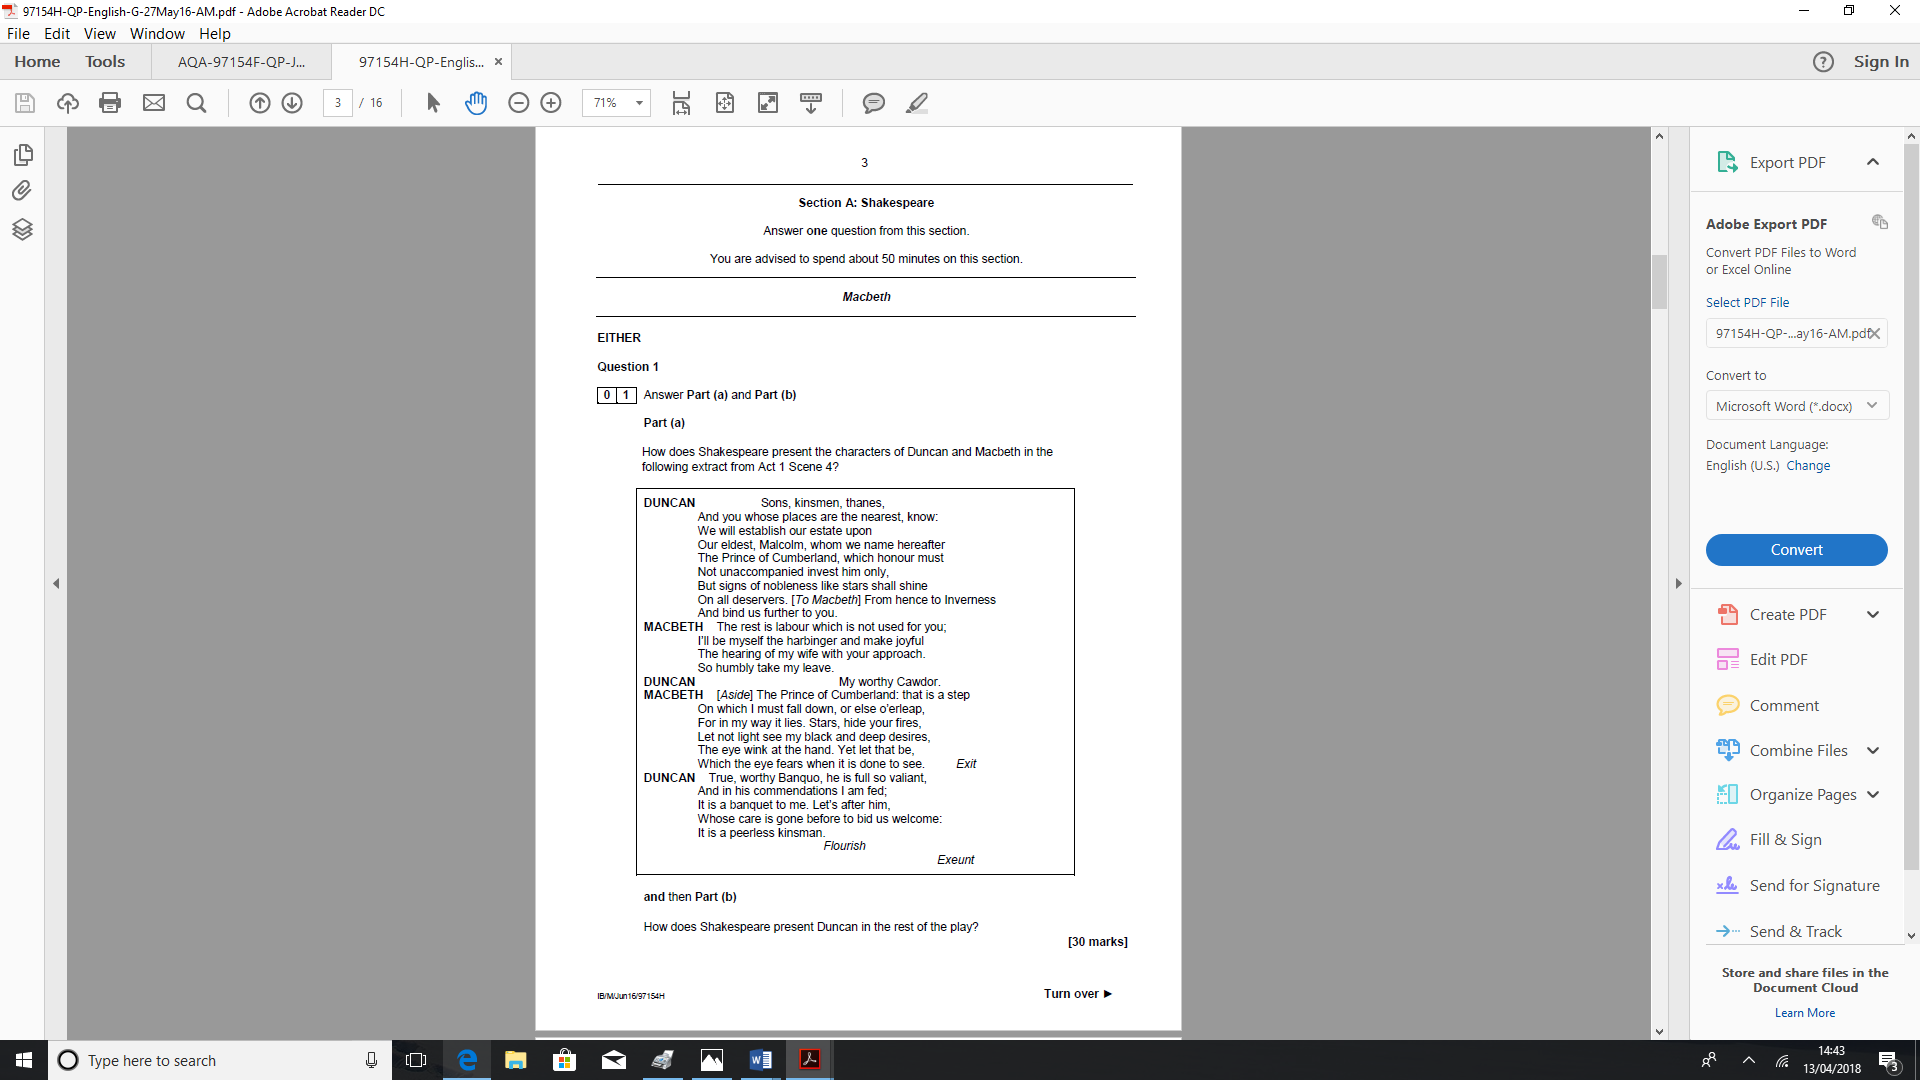 97154H-QP-English-G-27May16-AM.pdf - Adobe Acrobat Reader DC
File Edit View Window Help
Home Tools AQA-97154F-QP-J... 97154H-QP-Englis... × Sign In
3 / 16 71%
3
Section A: Shakespeare
Answer one question from this section.
You are advised to spend about 50 minutes on this section.
Macbeth
EITHER
Question 1
0 1 Answer Part (a) and Part (b)
Part (a)
How does Shakespeare present the characters of Duncan and Macbeth in the
following extract from Act 1 Scene 4?
DUNCAN Sons, kinsmen, thanes,
And you whose places are the nearest, know:
We will establish our estate upon
Our eldest, Malcolm, whom we name hereafter
The Prince of Cumberland, which honour must
Not unaccompanied invest him only,
But signs of nobleness like stars shall shine
On all deservers. [To Macbeth] From hence to Inverness
And bind us further to you.
MACBETH The rest is labour which is not used for you;
I'll be myself the harbinger and make joyful
The hearing of my wife with your approach.
So humbly take my leave.
DUNCAN My worthy Cawdor.
MACBETH [Aside] The Prince of Cumberland: that is a step
On which I must fall down, or else o'erleap,
For in my way it lies. Stars, hide your fires,
Let not light see my black and deep desires,
The eye wink at the hand. Yet let that be,
Which the eye fears when it is done to see. Exit
DUNCAN True, worthy Banquo, he is full so valiant,
And in his commendations I am fed;
It is a banquet to me. Let's after him,
Whose care is gone before to bid us welcome:
It is a peerless kinsman.
Flourish
Exeunt
and then Part (b)
How does Shakespeare present Duncan in the rest of the play?
[30 marks]
IB/M/Jun16/97154H
Turn over ►
Export PDF
Adobe Export PDF
Convert PDF Files to Word
or Excel Online
Select PDF File
97154H-QP-...ay16-AM.pdf
Convert to
Microsoft Word (*.docx)
Document Language:
English (U.S.) Change
Convert
Create PDF
Edit PDF
Comment
Combine Files
Organize Pages
Fill & Sign
Send for Signature
Send & Track
Store and share files in the
Document Cloud
Learn More
Type here to search
14:43
13/04/2018
3